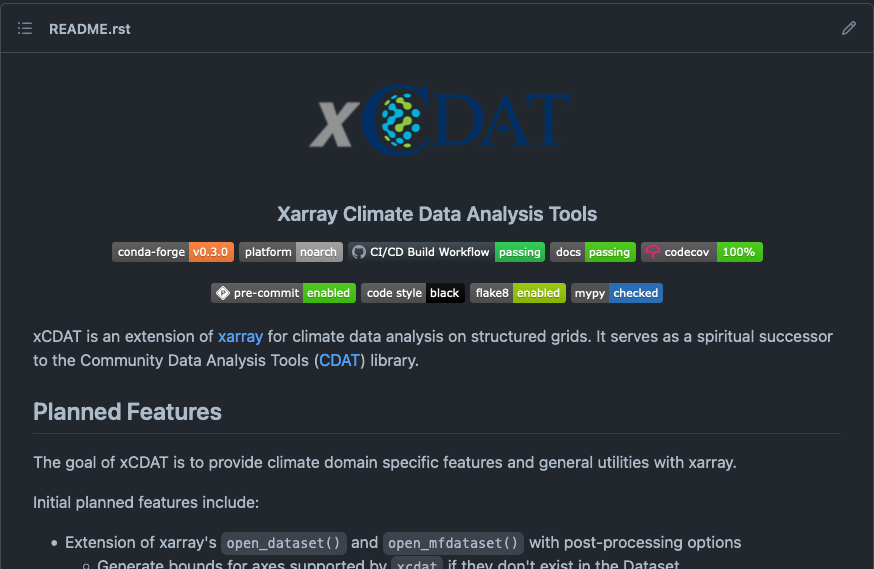 README.rst
xCDAT
Xarray Climate Data Analysis Tools
conda-forge v0.3.0 platform noarch CI/CD Build Workflow passing docs passing codecov 100%
pre-commit enabled code style black flake8 enabled mypy checked
xCDAT is an extension of xarray for climate data analysis on structured grids. It serves as a spiritual successor
to the Community Data Analysis Tools (CDAT) library.
Planned Features
The goal of xCDAT is to provide climate domain specific features and general utilities with xarray.
Initial planned features include:
• Extension of xarray's open_dataset() and open_mfdataset() with post-processing options
○ Generate bounds for axes supported by xcdat if they don't exist in the Dataset